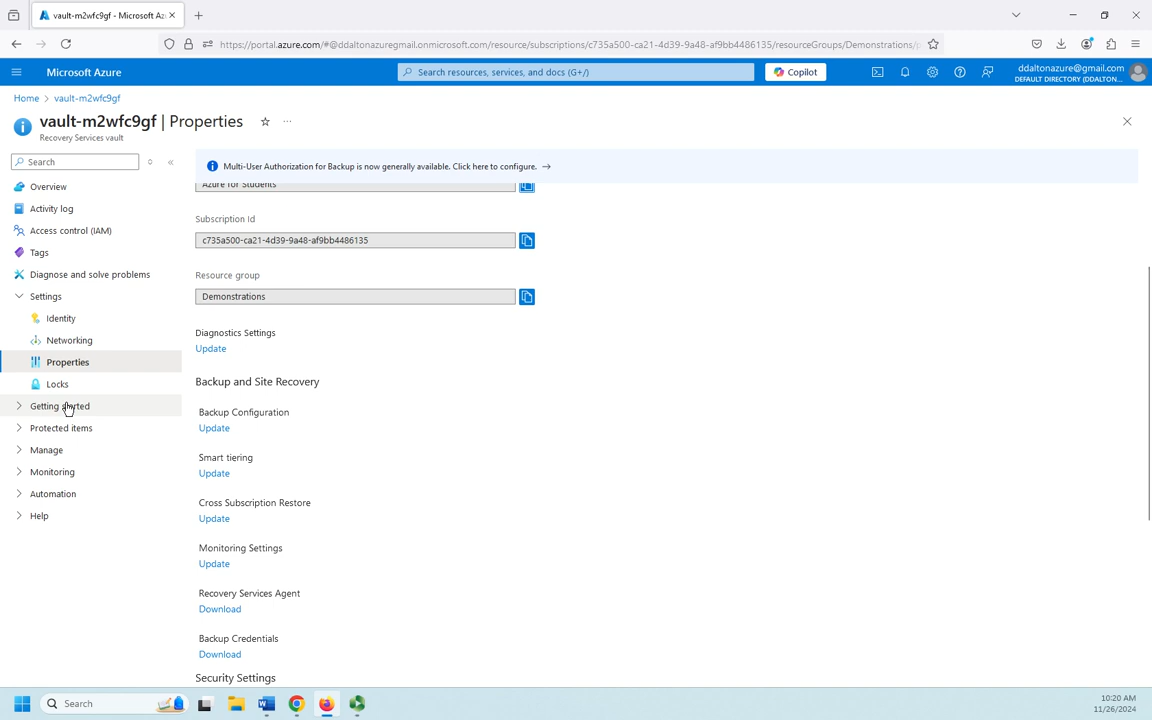 vault-m2wfc9gf - Microsoft Az
https://portal.azure.com/#@ddaltonazuregmail.onmicrosoft.com/resource/subscriptions/c735a500-ca21-4d39-9a48-af9bb4486135/resourceGroups/Demonstrations/
Microsoft Azure
Search resources, services, and docs (G+/)
Copilot
ddaltonazure@gmail.com
DEFAULT DIRECTORY (DDALTON...
Home > vault-m2wfc9gf
vault-m2wfc9gf | Properties
Recovery Services vault
Search
Multi-User Authorization for Backup is now generally available. Click here to configure. →
Overview
Activity log
Access control (IAM)
Tags
Diagnose and solve problems
Settings
Identity
Networking
Properties
Locks
Getting started
Protected items
Manage
Monitoring
Automation
Help
Azure for Students
Subscription Id
c735a500-ca21-4d39-9a48-af9bb4486135
Resource group
Demonstrations
Diagnostics Settings
Update
Backup and Site Recovery
Backup Configuration
Update
Smart tiering
Update
Cross Subscription Restore
Update
Monitoring Settings
Update
Recovery Services Agent
Download
Backup Credentials
Download
Security Settings
Search
10:20 AM
11/26/2024